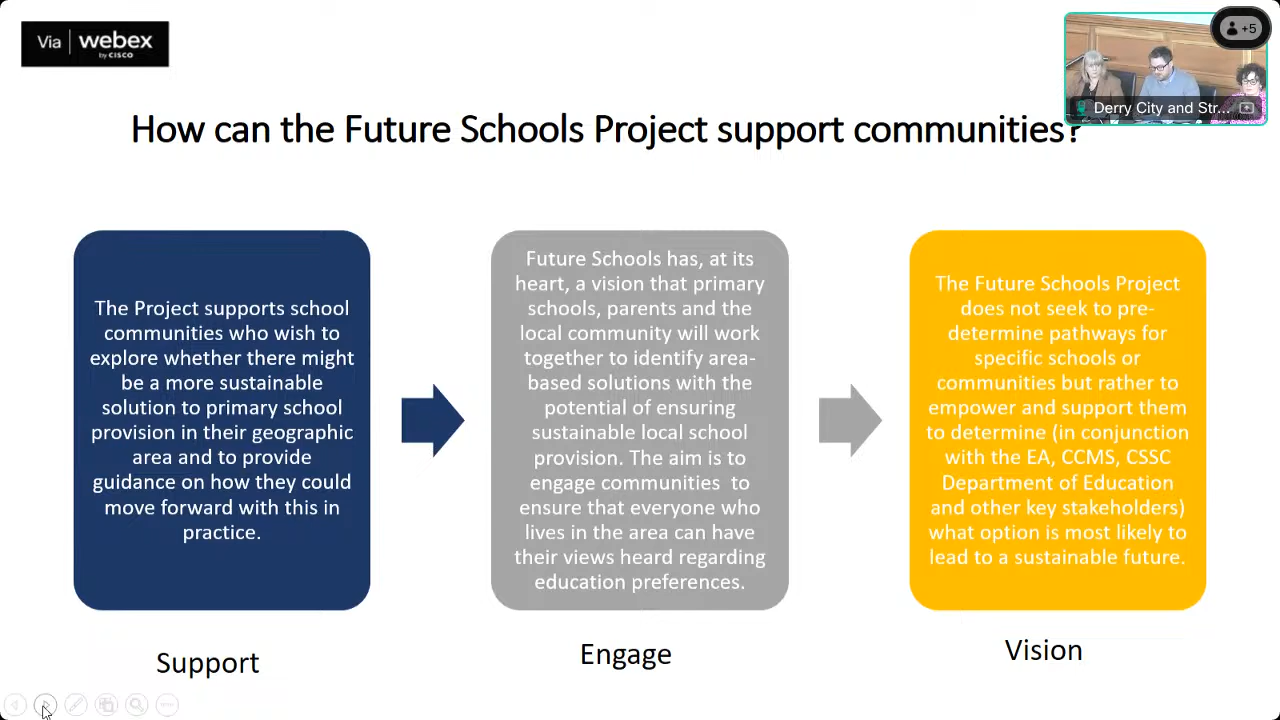 Via | webex
by CISCO
+5
Derry City and Str...
How can the Future Schools Project support communities?
The Project supports school
communities who wish to
explore whether there might
be a more sustainable
solution to primary school
provision in their geographic
area and to provide
guidance on how they could
move forward with this in
practice.
Future Schools has, at its
heart, a vision that primary
schools, parents and the
local community will work
together to identify area-
based solutions with the
potential of ensuring
sustainable local school
provision. The aim is to
engage communities to
ensure that everyone who
lives in the area can have
their views heard regarding
education preferences.
The Future Schools Project
does not seek to pre-
determine pathways for
specific schools or
communities but rather to
empower and support them
to determine (in conjunction
with the EA, CCMS, CSSC
Department of Education
and other key stakeholders)
what option is most likely to
lead to a sustainable future.
Support
Engage
Vision